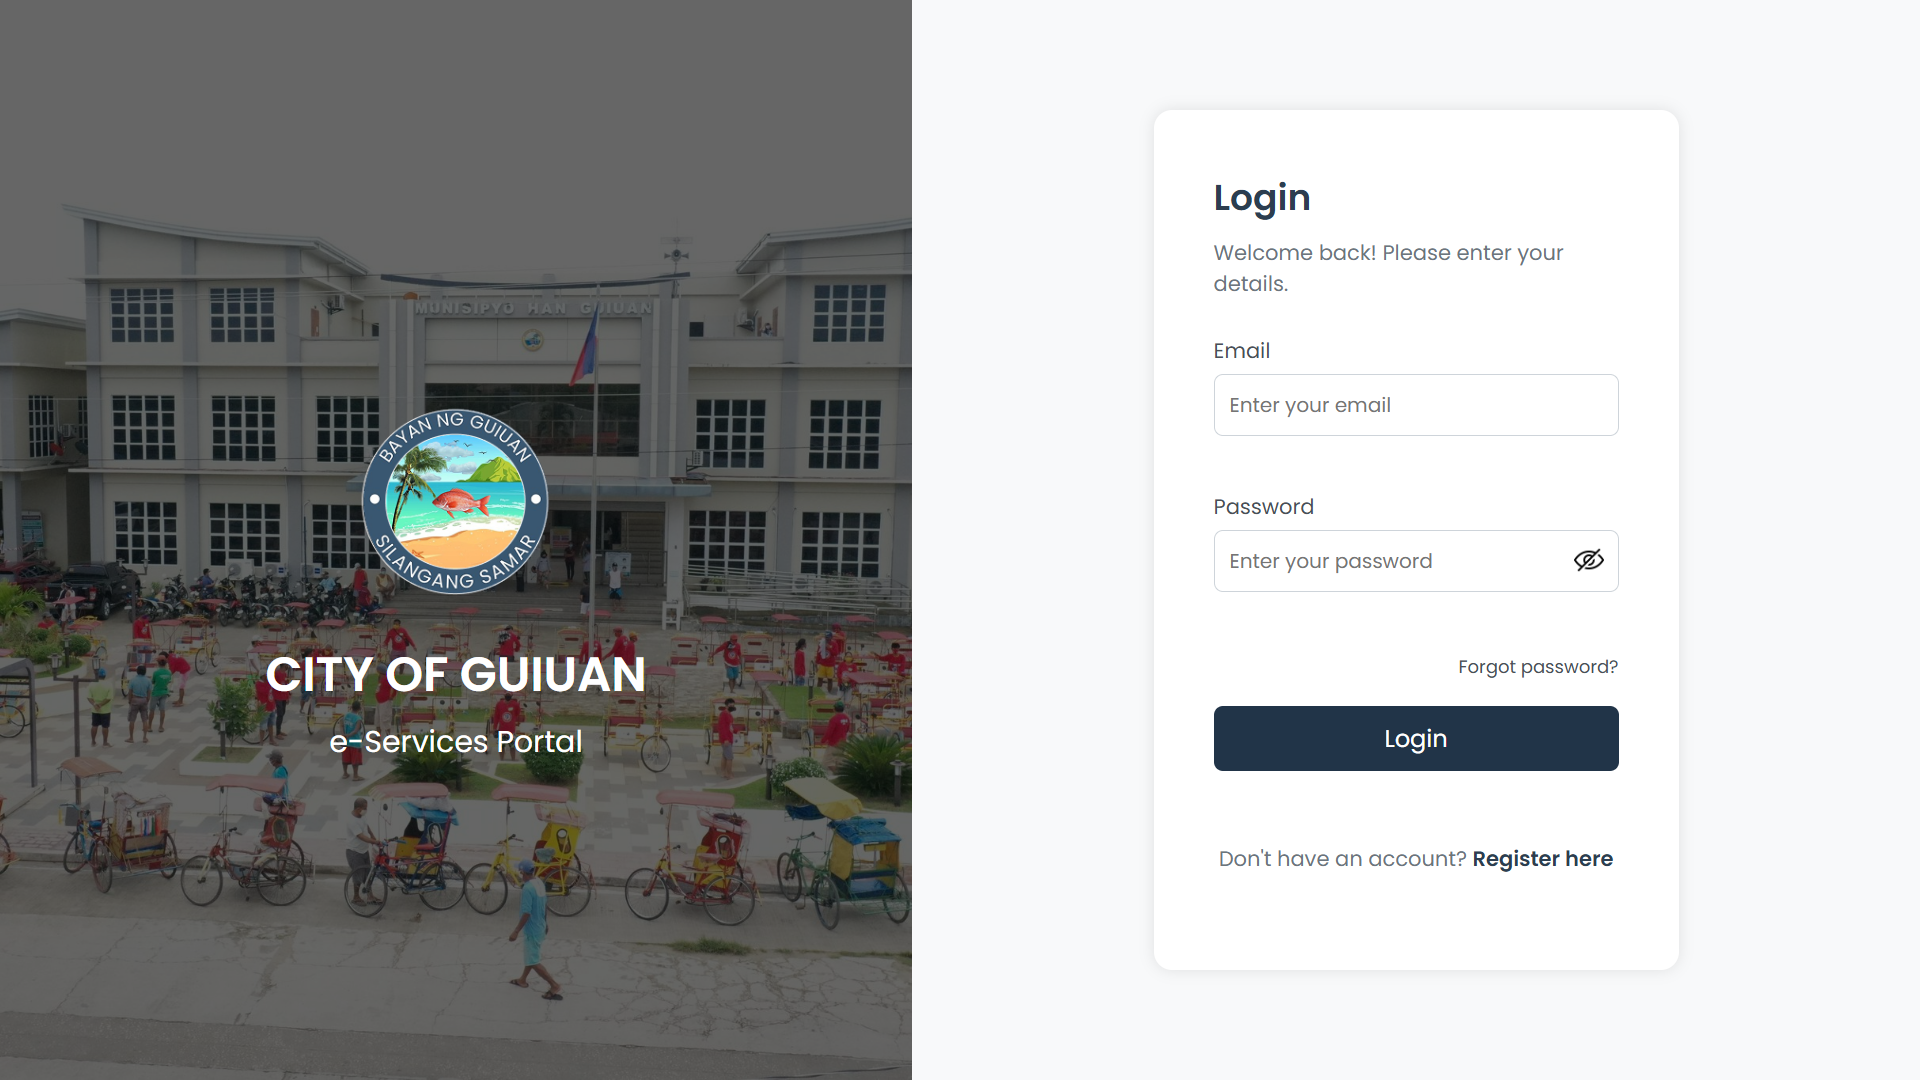 MUNISIPYO HAN GUIUAN
BAYAN NG GUIUAN
SILANGANG SAMAR
CITY OF GUIUAN
e-Services Portal
Login
Welcome back! Please enter your
details.
Email
Enter your email
Password
Enter your password
Forgot password?
Login
Don't have an account? Register here